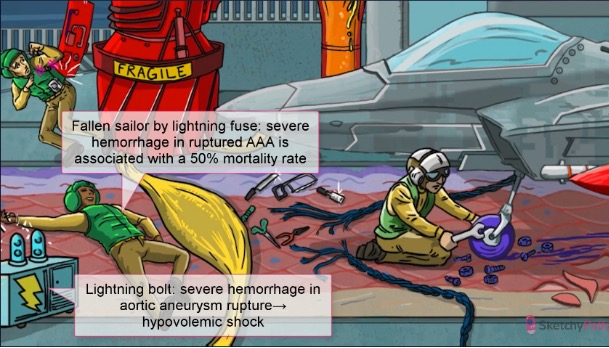 FRAGILE
Fallen sailor by lightning fuse: severe
hemorrhage in ruptured AAA is
associated with a 50% mortality rate
Lightning bolt: severe hemorrhage in
aortic aneurysm rupture→
hypovolemic shock